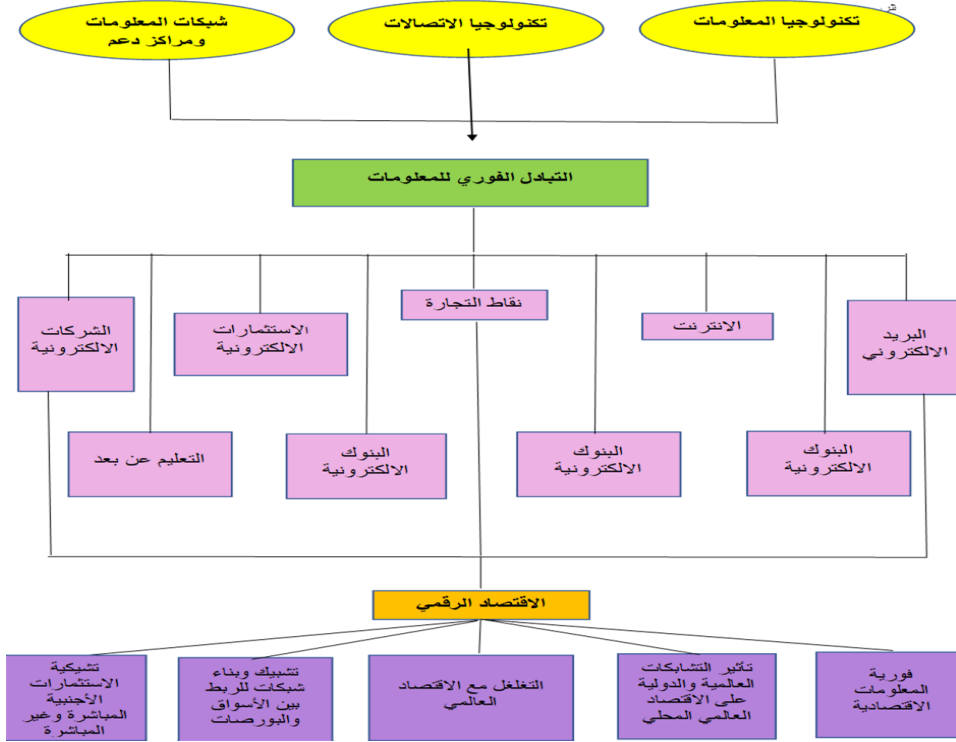 تكنولوجيا المعلومات
تكنولوجيا الاتصالات
شبكات المعلومات
ومراكز دعم
التبادل الفوري للمعلومات
البريد
الالكتروني
الانترنت
نقاط التجارة
الاستثمارات
الالكترونية
الشركات
الالكترونية
البنوك
الالكترونية
البنوك
الالكترونية
البنوك
الالكترونية
التعليم عن بعد
الاقتصاد الرقمي
فورية
المعلومات
الاقتصادية
تأثير التشابكات
العالمية والدولية
على الاقتصاد
العالمي المحلي
التغلغل مع الاقتصاد
العالمي
تشبيك وبناء
شبكات للربط
بين الأسواق
والبورصات
تشيكية
الاستثمارات
الأجنبية
المباشرة وغير
المباشرة